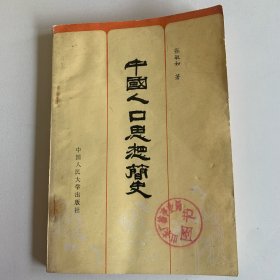 中國人口思想簡史
張敏如 著
中国人民大学出版社